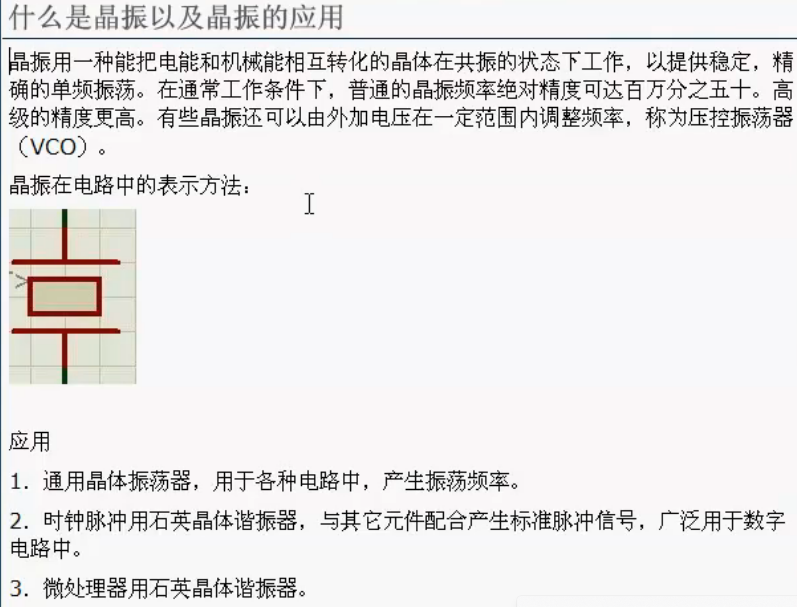 什么是晶振以及晶振的应用
晶振用一种能把电能和机械能相互转化的晶体在共振的状态下工作，以提供稳定，精
确的单频振荡。在通常工作条件下，普通的晶振频率绝对精度可达百万分之五十。高
级的精度更高。有些晶振还可以由外加电压在一定范围内调整频率，称为压控振荡器
（VCO）。
晶振在电路中的表示方法：
应用
1．通用晶体振荡器，用于各种电路中，产生振荡频率。
2．时钟脉冲用石英晶体谐振器，与其它元件配合产生标准脉冲信号，广泛用于数字
电路中。
3．微处理器用石英晶体谐振器。